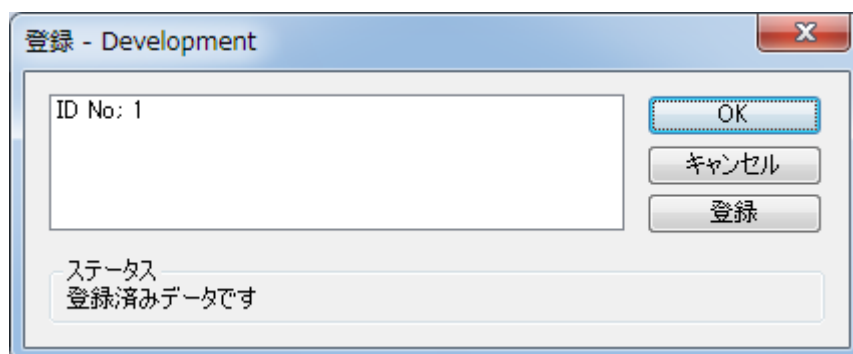 登録 - Development
ID No; 1
OK
キャンセル
登録
ステータス
登録済みデータです